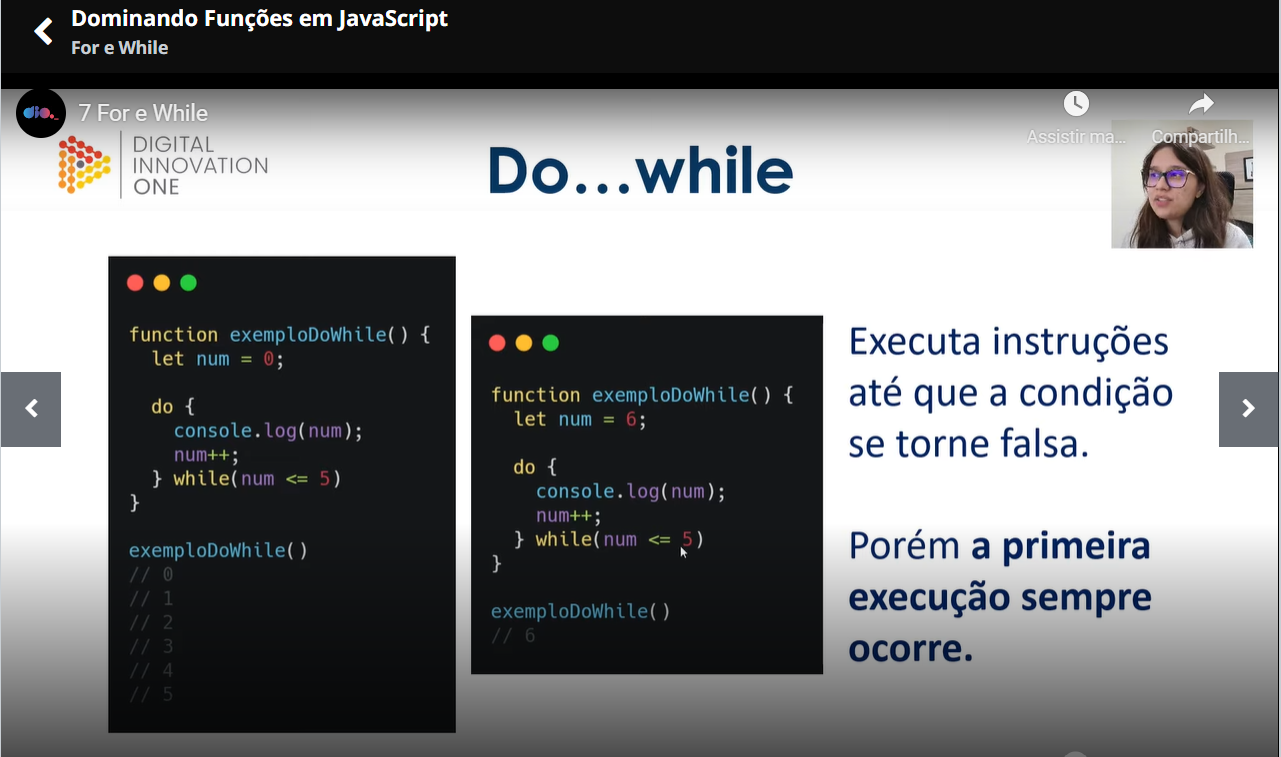 Dominando Funções em JavaScript
For e While
dio._
7 For e While
Assistir ma...
Compartilh...
DIGITAL
INNOVATION
ONE
Do...while
function exemploDoWhile() {
  let num = 0;
  do {
    console.log(num);
    num++;
  } while(num <= 5)
}
exemploDoWhile()
// 0
// 1
// 2
// 3
// 4
// 5
function exemploDoWhile() {
  let num = 6;
  do {
    console.log(num);
    num++;
  } while(num <= 5)
}
exemploDoWhile()
// 6
Executa instruções
até que a condição
se torne falsa.
Porém a primeira
execução sempre
ocorre.